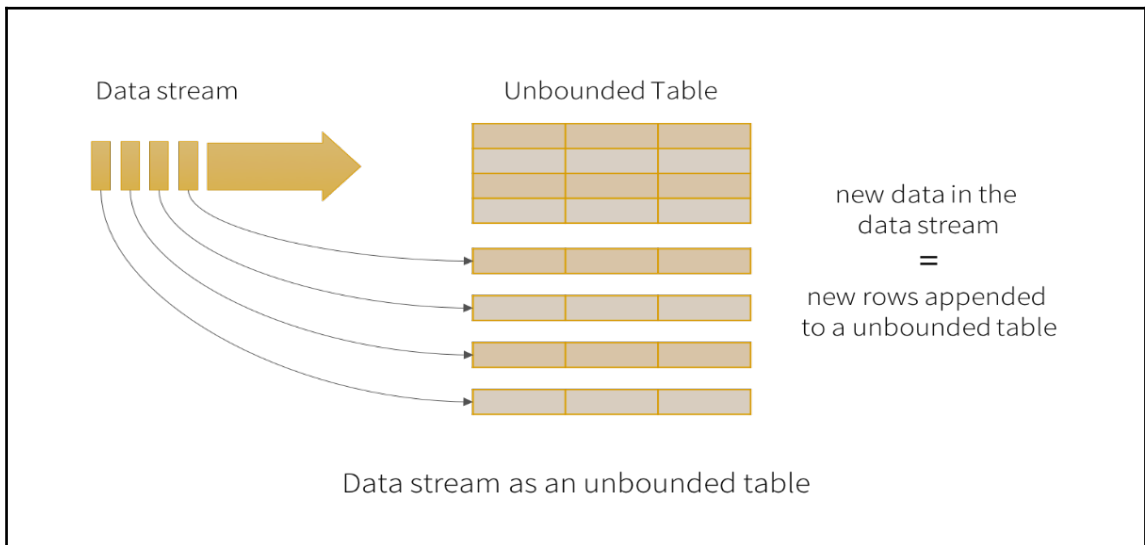 Data stream
Unbounded Table
new data in the
data stream
=
new rows appended
to a unbounded table
Data stream as an unbounded table